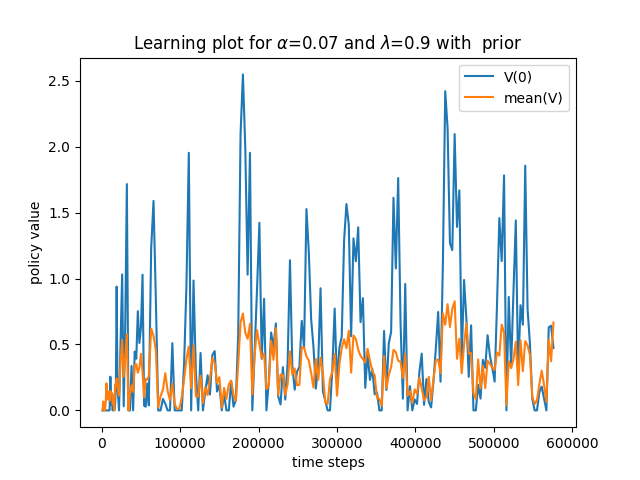 Learning plot for α=0.07 and λ=0.9 with  prior
V(0)
mean(V)
policy value
2.5
2.0
1.5
1.0
0.5
0.0
0 100000 200000 300000 400000 500000 600000
time steps